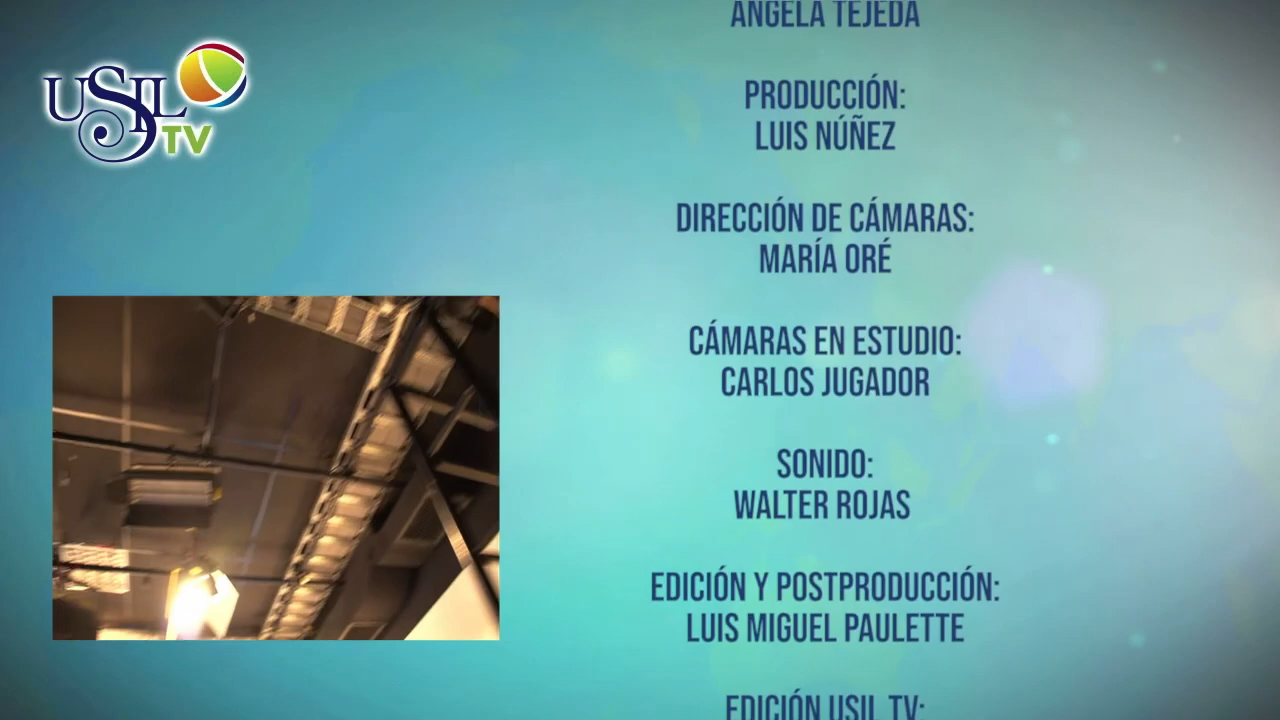 USIL
TV
ANGELA TEJEDA
PRODUCCIÓN:
LUIS NÚÑEZ
DIRECCIÓN DE CÁMARAS:
MARÍA ORÉ
CÁMARAS EN ESTUDIO:
CARLOS JUGADOR
SONIDO:
WALTER ROJAS
EDICIÓN Y POSTPRODUCCIÓN:
LUIS MIGUEL PAULETTE
EDICIÓN USIL TV: